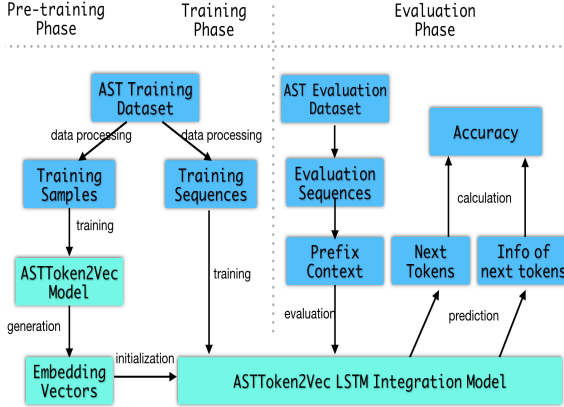 Pre-training
Phase
Training
Phase
Evaluation
Phase
AST Training
Dataset
AST Evaluation
Dataset
Accuracy
data processing
data processing
Training
Samples
Training
Sequences
Evaluation
Sequences
calculation
training
ASTToken2Vec
Model
training
Prefix
Context
Next
Tokens
Info of
next tokens
generation
evaluation
prediction
Embedding
Vectors
initialization
ASTToken2Vec LSTM Integration Model